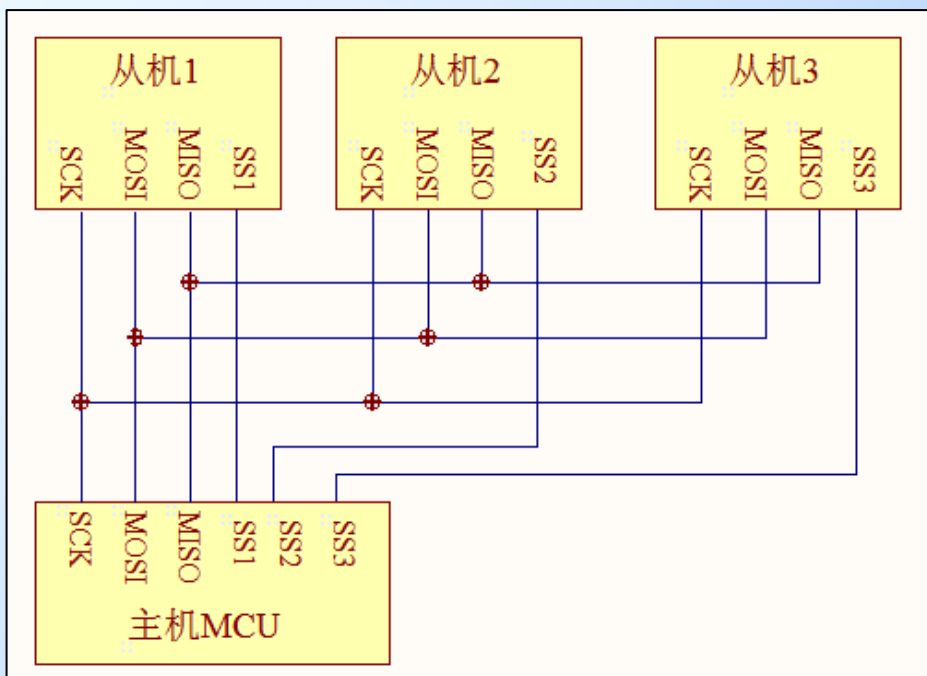 从机1
SCK
MOSI
MISO
SS1
从机2
SCK
MOSI
MISO
SS2
从机3
SCK
MOSI
MISO
SS3
SCK
MOSI
MISO
SS1
SS2
SS3
主机MCU